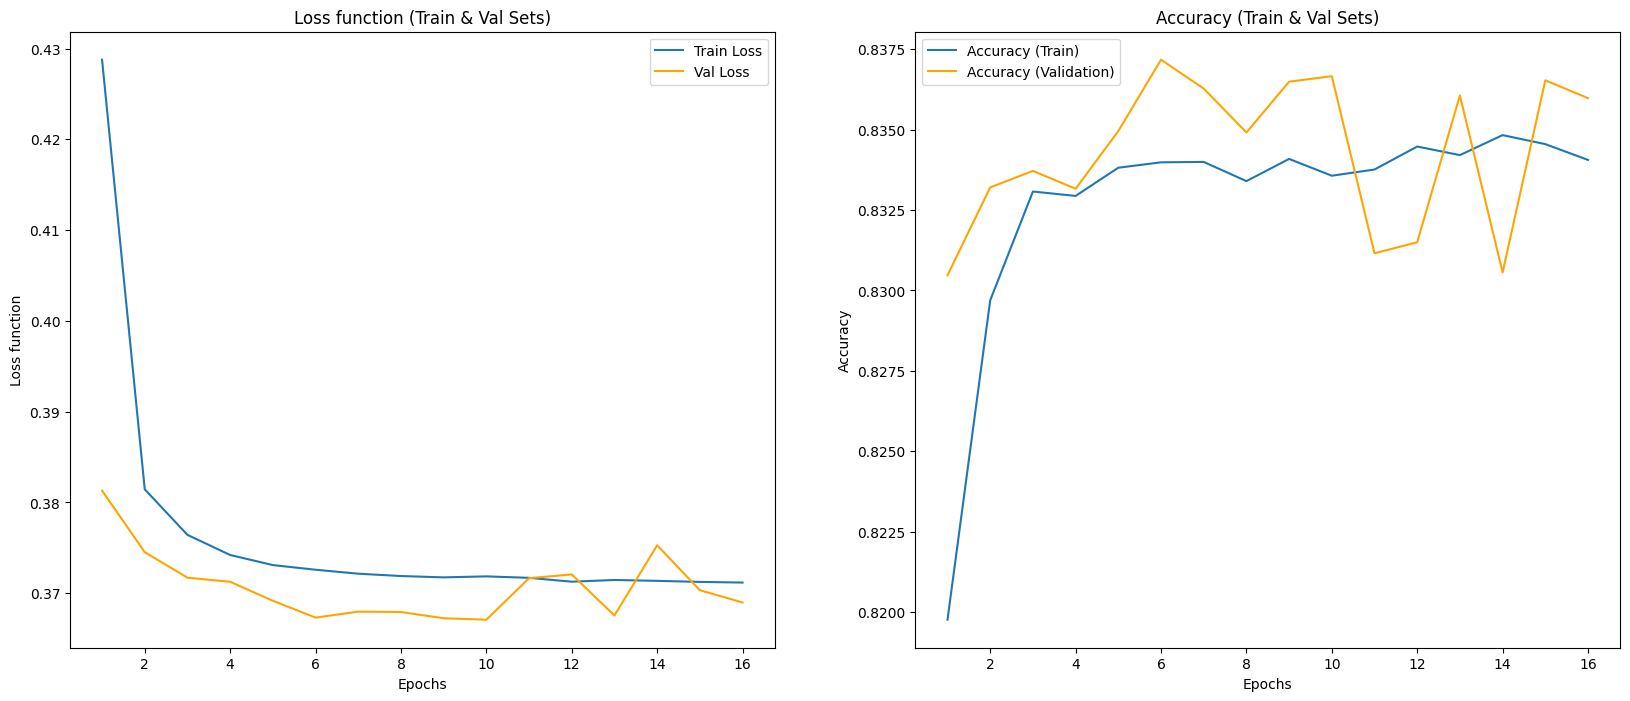 Loss function (Train & Val Sets)
Train Loss
Val Loss
0.43
0.42
0.41
0.40
0.39
0.38
0.37
Loss function
2 4 6 8 10 12 14 16
Epochs
Accuracy (Train & Val Sets)
Accuracy (Train)
Accuracy (Validation)
0.8375
0.8350
0.8325
0.8300
0.8275
0.8250
0.8225
0.8200
Accuracy
2 4 6 8 10 12 14 16
Epochs